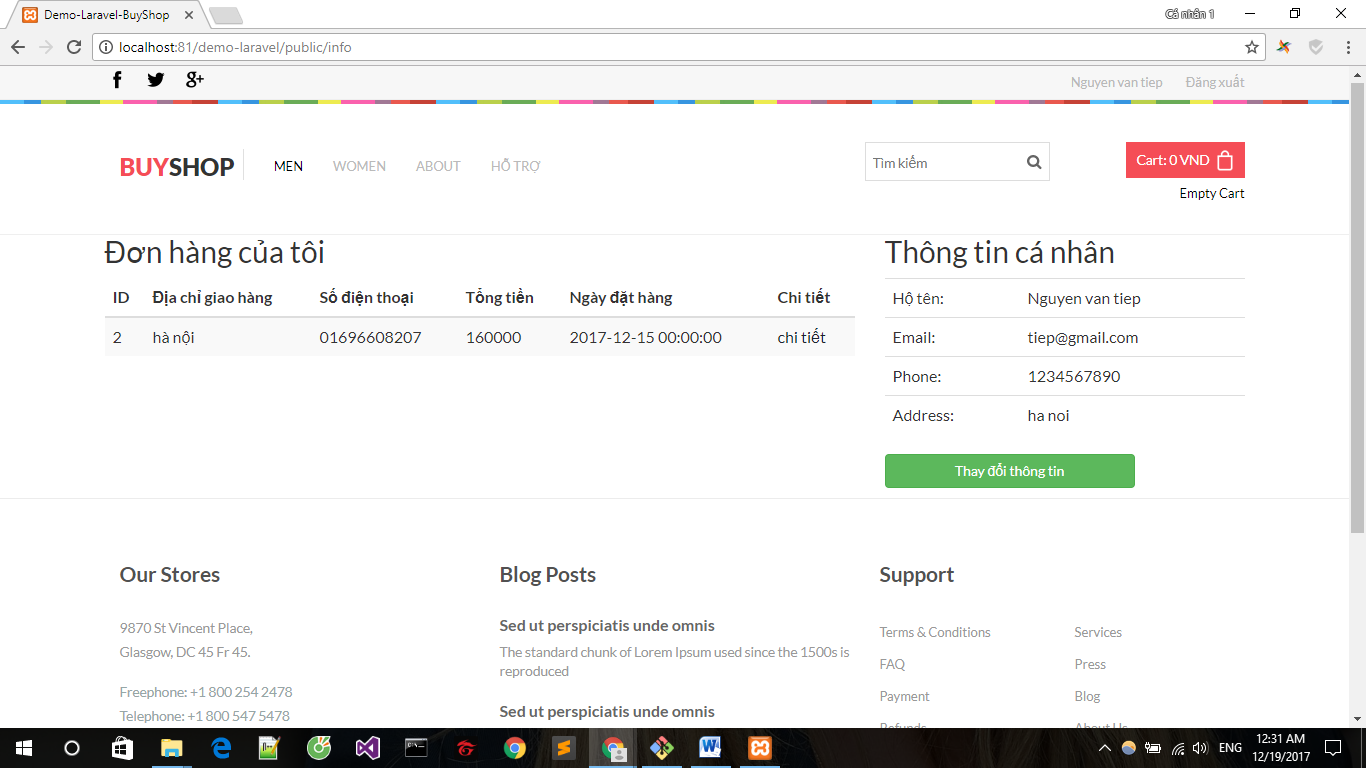 Demo-Laravel-BuyShop
Cá nhân 1
localhost:81/demo-laravel/public/info
Nguyen van tiep Đăng xuất
BUYSHOP MEN WOMEN ABOUT HỖ TRỢ
Tìm kiếm
Cart: 0 VND
Empty Cart
Đơn hàng của tôi
ID Địa chỉ giao hàng Số điện thoại Tổng tiền Ngày đặt hàng Chi tiết
2 hà nội 01696608207 160000 2017-12-15 00:00:00 chi tiết
Thông tin cá nhân
Hộ tên: Nguyen van tiep
Email: tiep@gmail.com
Phone: 1234567890
Address: ha noi
Thay đổi thông tin
Our Stores
9870 St Vincent Place,
Glasgow, DC 45 Fr 45.
Freephone: +1 800 254 2478
Telephone: +1 800 547 5478
Blog Posts
Sed ut perspiciatis unde omnis
The standard chunk of Lorem Ipsum used since the 1500s is
reproduced
Sed ut perspiciatis unde omnis
Support
Terms & Conditions Services
FAQ Press
Payment Blog
Refunds About Us
ENG
12:31 AM
12/19/2017